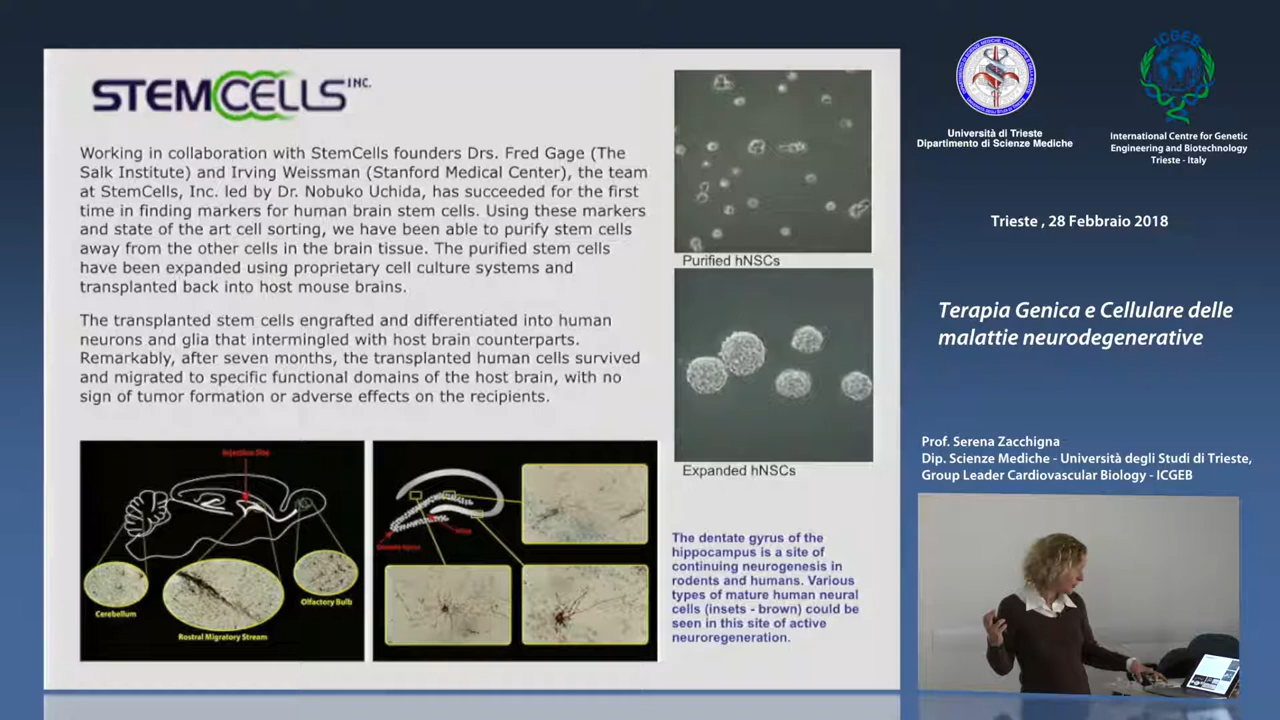 STEMCELLS INC.
Working in collaboration with StemCells founders Drs. Fred Gage (The
Salk Institute) and Irving Weissman (Stanford Medical Center), the team
at StemCells, Inc. led by Dr. Nobuko Uchida, has succeeded for the first
time in finding markers for human brain stem cells. Using these markers
and state of the art cell sorting, we have been able to purify stem cells
away from the other cells in the brain tissue. The purified stem cells
have been expanded using proprietary cell culture systems and
transplanted back into host mouse brains.
The transplanted stem cells engrafted and differentiated into human
neurons and glia that intermingled with host brain counterparts.
Remarkably, after seven months, the transplanted human cells survived
and migrated to specific functional domains of the host brain, with no
sign of tumor formation or adverse effects on the recipients.
Purified hNSCs
Expanded hNSCs
Injection Site
Cerebellum
Rostral Migratory Stream
Olfactory Bulb
The dentate gyrus of the
hippocampus is a site of
continuing neurogenesis in
rodents and humans. Various
types of mature human neural
cells (insets - brown) could be
seen in this site of active
neuroregeneration.
ICGEB
Università di Trieste
Dipartimento di Scienze Mediche
International Centre for Genetic
Engineering and Biotechnology
Trieste - Italy
Trieste , 28 Febbraio 2018
Terapia Genica e Cellulare delle
malattie neurodegenerative
Prof. Serena Zacchigna
Dip. Scienze Mediche - Università degli Studi di Trieste,
Group Leader Cardiovascular Biology - ICGEB